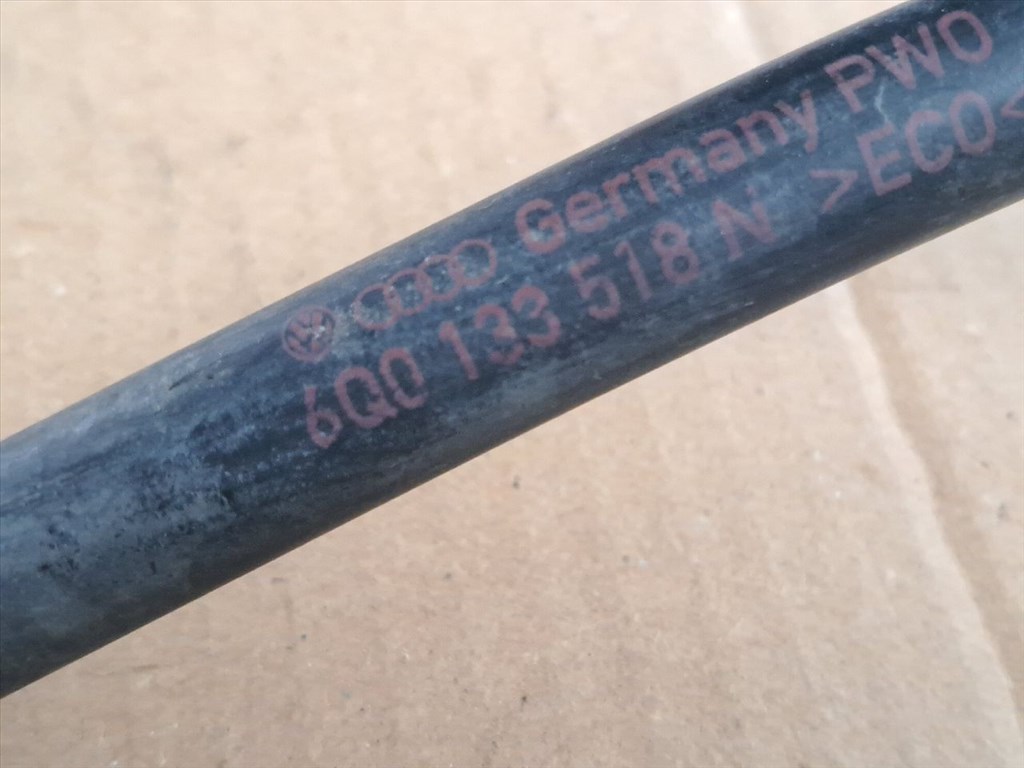 Germany PWO
6Q0 133 518 N >ECO<